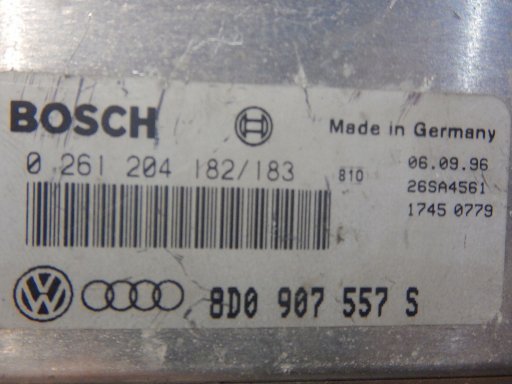 BOSCH
Made in Germany
0 261 204 182/183
810
06.09.96
26SA4561
1745 0779
8D0 907 557 S